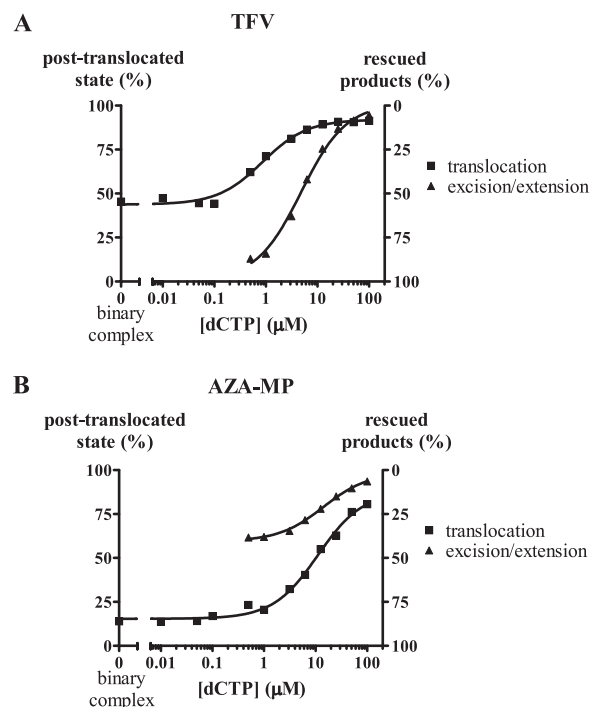 A
TFV
post-translocated state (%)
rescued products (%)
100
75
50
25
0
0
25
50
75
100
translocation
excision/extension
0 0.01 0.1 1 10 100
binary complex
[dCTP] (µM)
B
AZA-MP
post-translocated state (%)
rescued products (%)
100
75
50
25
0
0
25
50
75
100
translocation
excision/extension
0 0.01 0.1 1 10 100
binary complex
[dCTP] (µM)